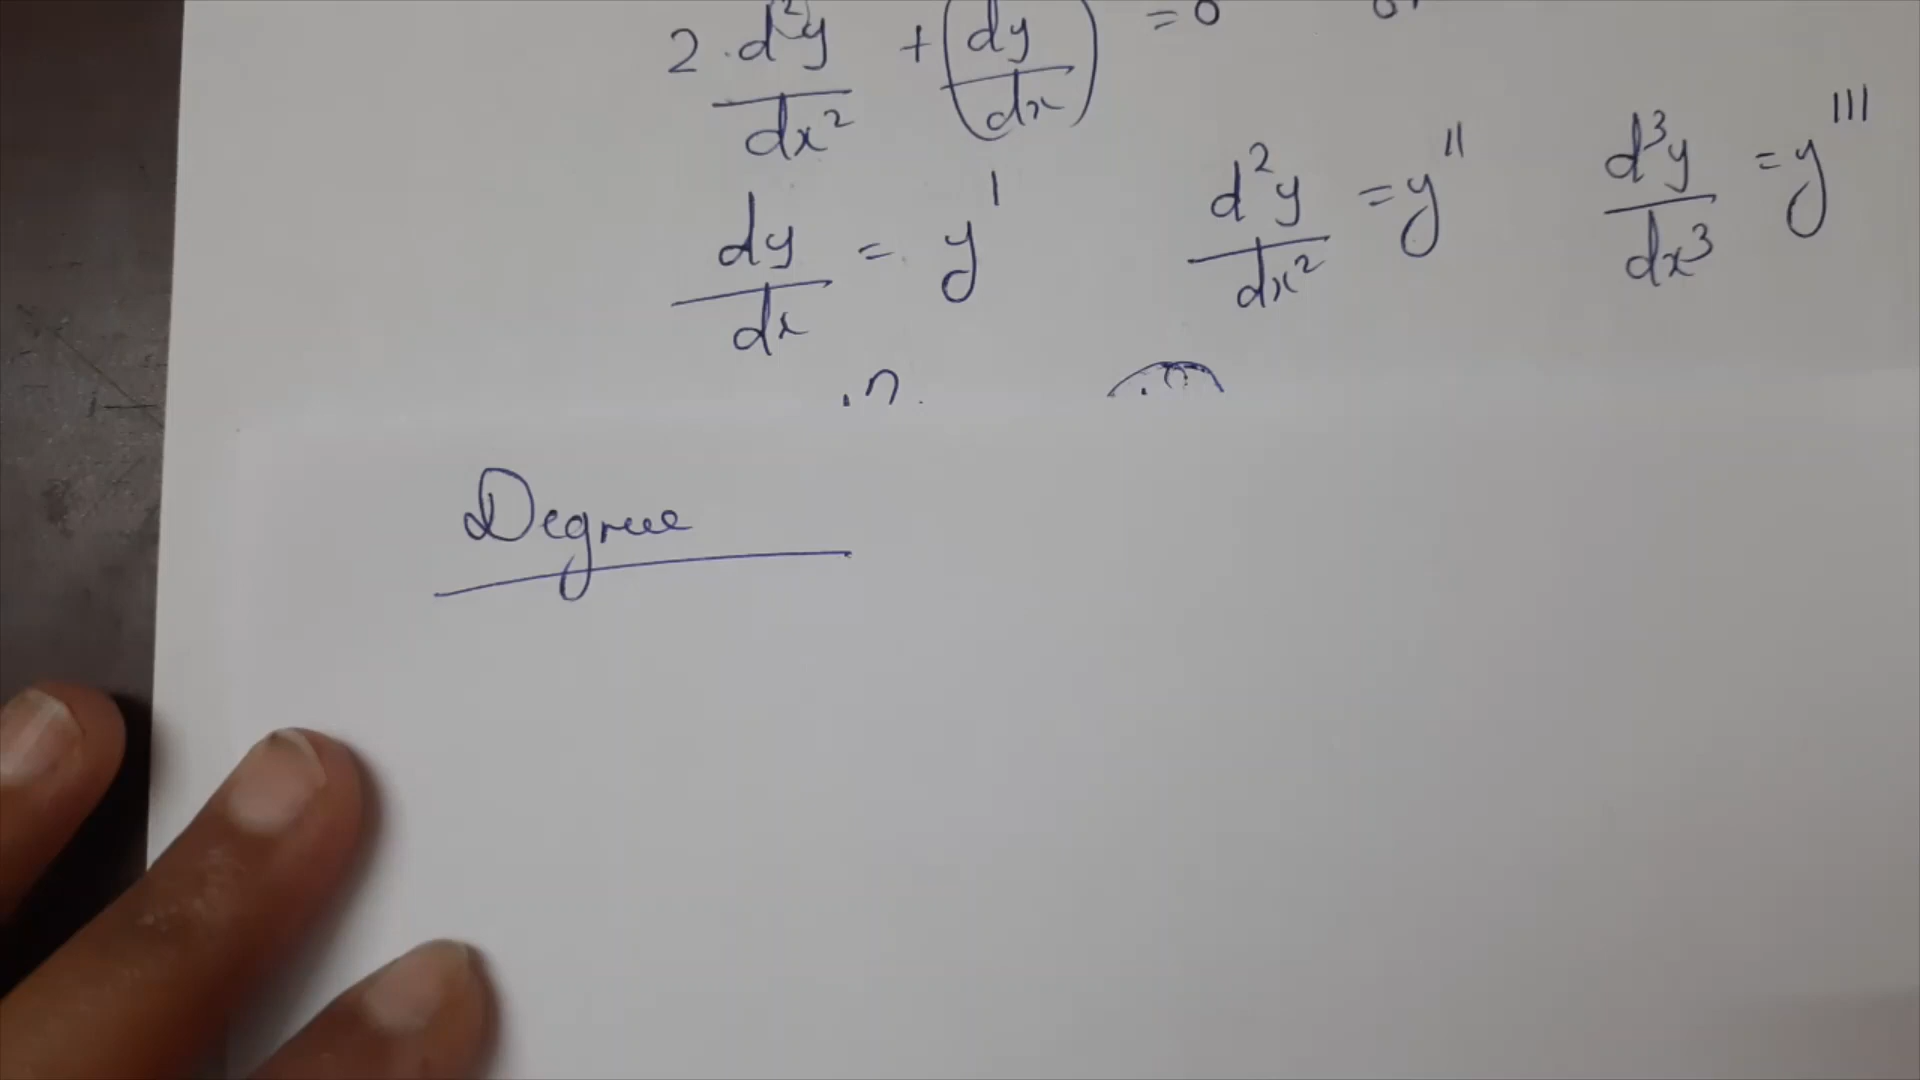 2 · d²y/dx² + (dy/dx) = 0
dy/dx = y' d²y/dx² = y'' d³y/dx³ = y'''
Degree